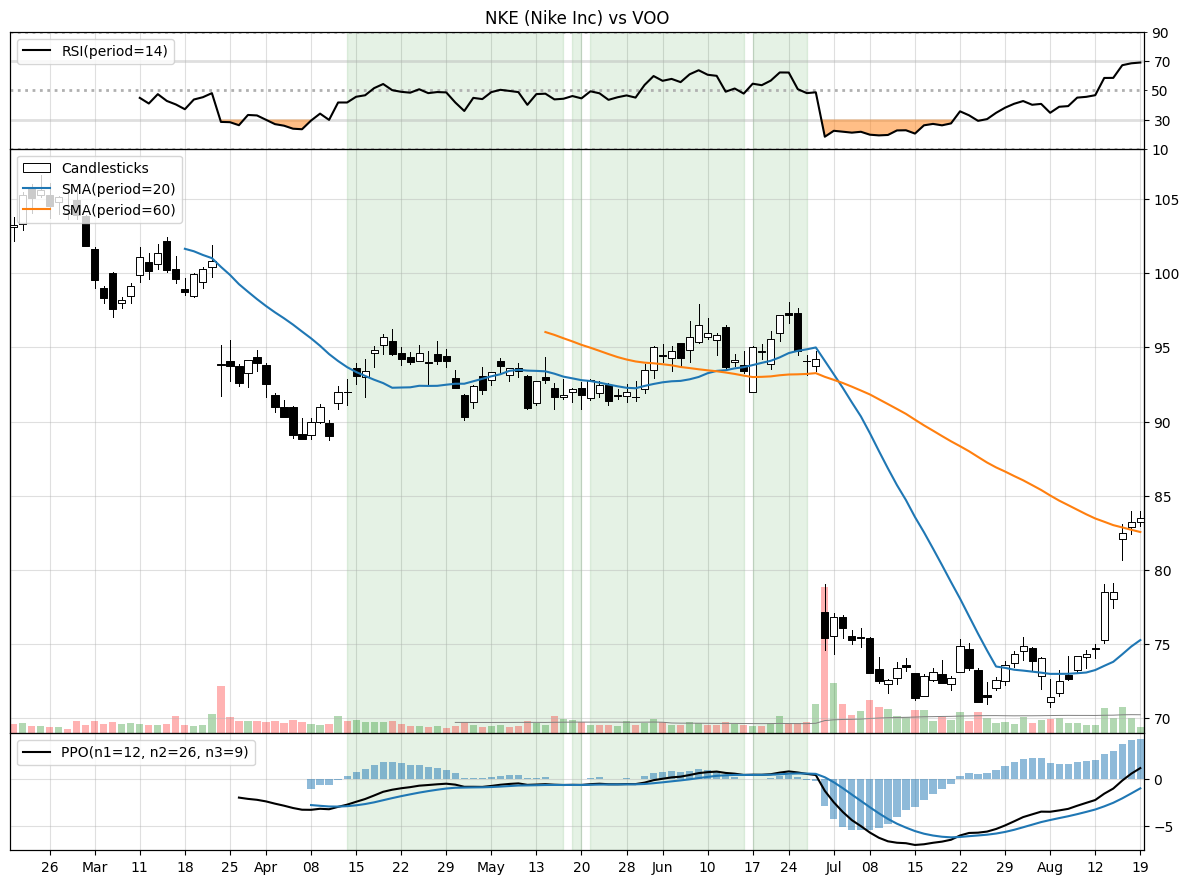 NKE (Nike Inc) vs VOO
RSI(period=14)
90
70
50
30
10
Candlesticks
SMA(period=20)
SMA(period=60)
105
100
95
90
85
80
75
70
PPO(n1=12, n2=26, n3=9)
0
−5
26 Mar 11 18 25 Apr 08 15 22 29 May 13 20 28 Jun 10 17 24 Jul 08 15 22 29 Aug 12 19